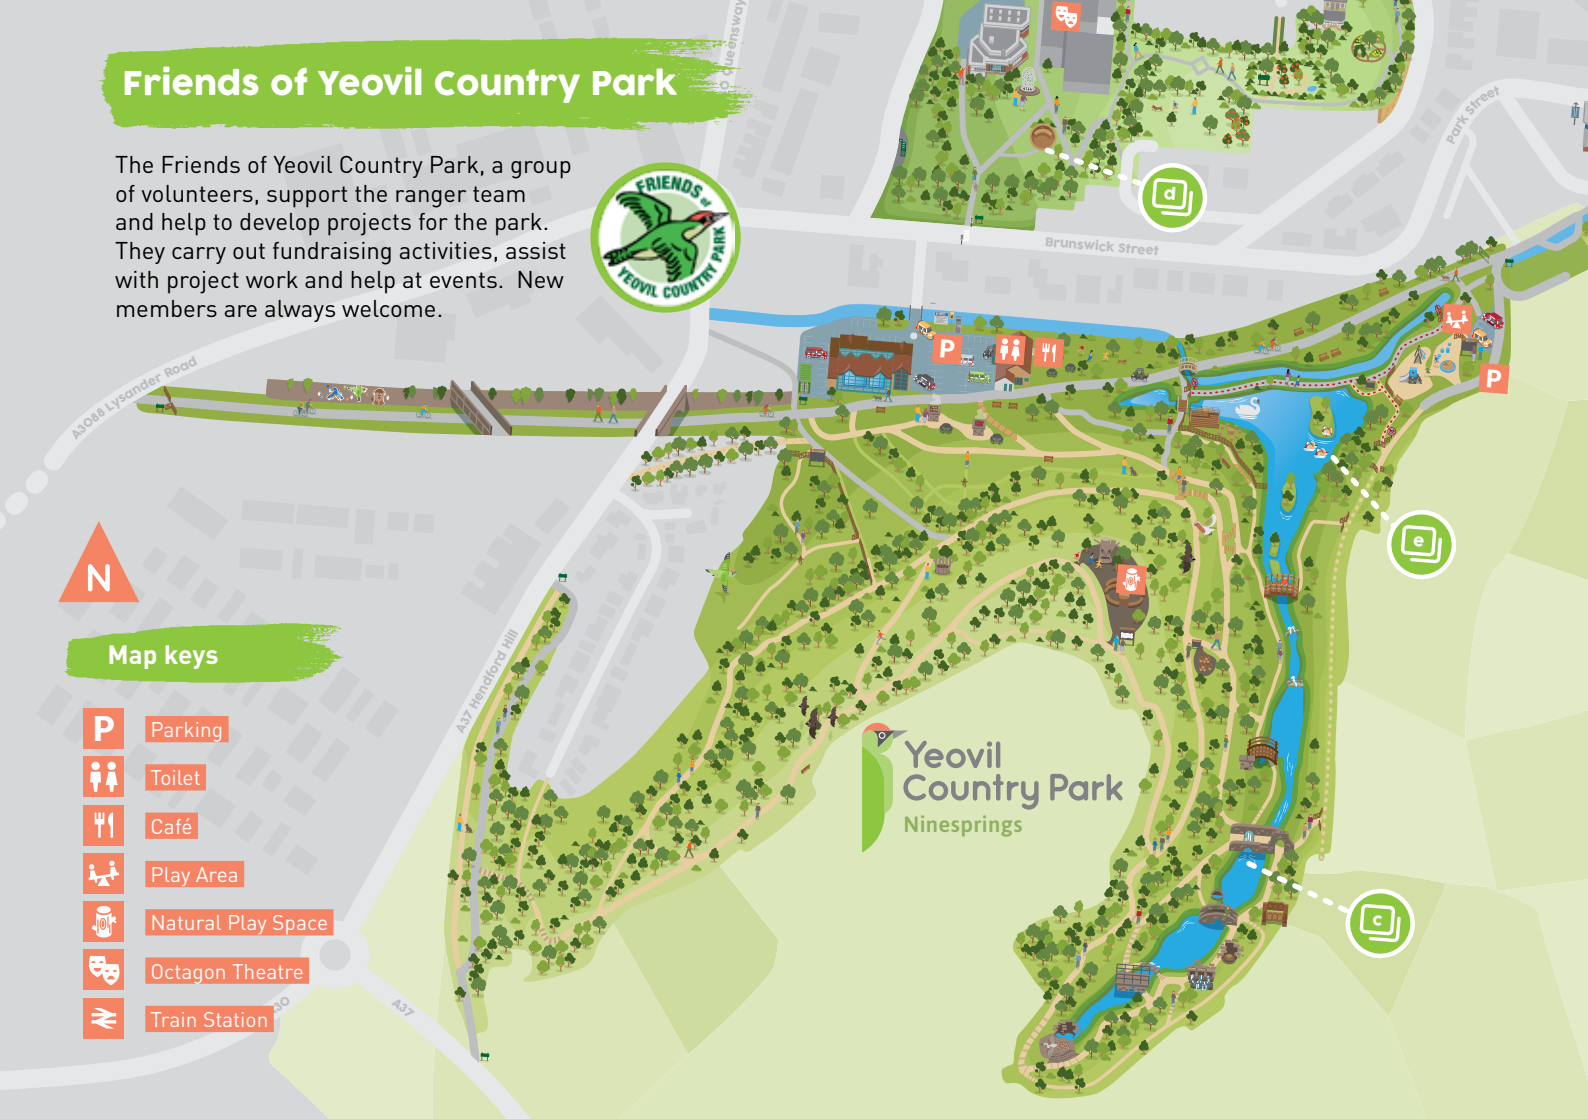 Friends of Yeovil Country Park
The Friends of Yeovil Country Park, a group
of volunteers, support the ranger team
and help to develop projects for the park.
They carry out fundraising activities, assist
with project work and help at events.  New
members are always welcome.
FRIENDS of
YEOVIL COUNTRY PARK
Queensway
Park Street
d
Brunswick Street
P
P
A3088 Lysander Road
e
N
Map keys
A37 Hendford Hill
P Parking
Toilet
Café
Play Area
Natural Play Space
Octagon Theatre
Train Station
A37
Yeovil
Country Park
Ninesprings
c